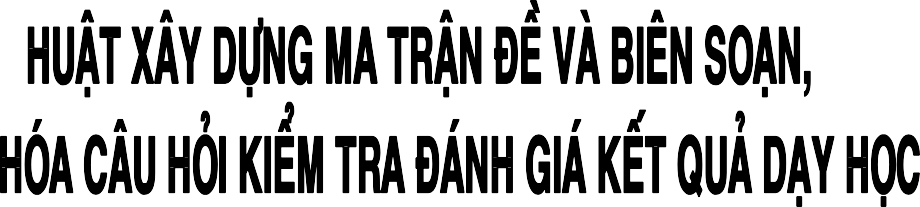 HUẬT XÂY DỰNG MA TRẬN ĐỀ VÀ BIÊN SOẠN,
HÓA CÂU HỎI KIỂM TRA ĐÁNH GIÁ KẾT QUẢ DẠY HỌC